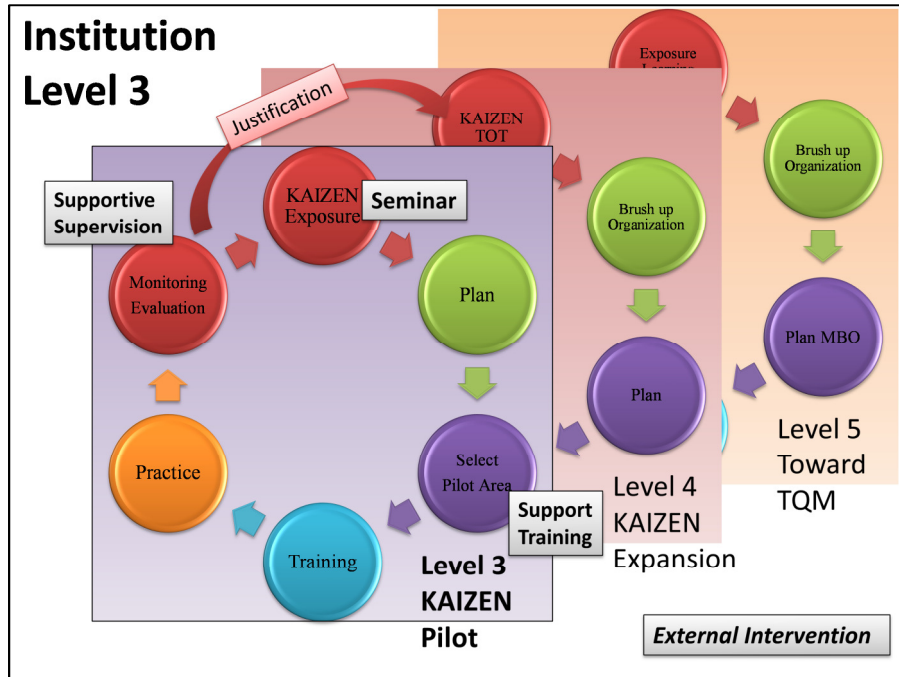 Institution
Level 3
Justification
Exposure
Learning
KAIZEN
TOT
Brush up
Organization
Supportive
Supervision
KAIZEN
Exposure
Seminar
Brush up
Organization
Monitoring
Evaluation
Plan
Plan MBO
Plan
Practice
Select
Pilot Area
Level 5
Toward
TQM
Support
Training
Level 4
KAIZEN
Expansion
Training
Level 3
KAIZEN
Pilot
External Intervention